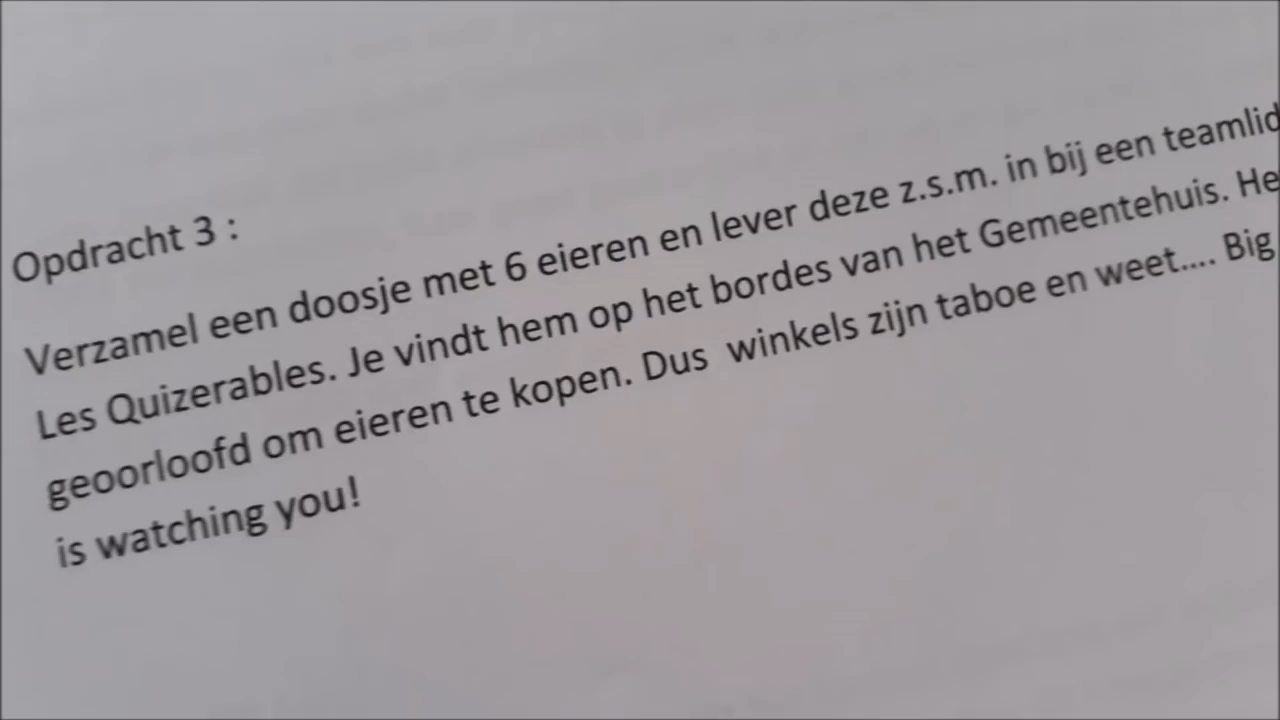 Opdracht 3 :
Verzamel een doosje met 6 eieren en lever deze z.s.m. in bij een teamlid
Les Quizerables. Je vindt hem op het bordes van het Gemeentehuis. He
geoorloofd om eieren te kopen. Dus winkels zijn taboe en weet.... Big
is watching you!